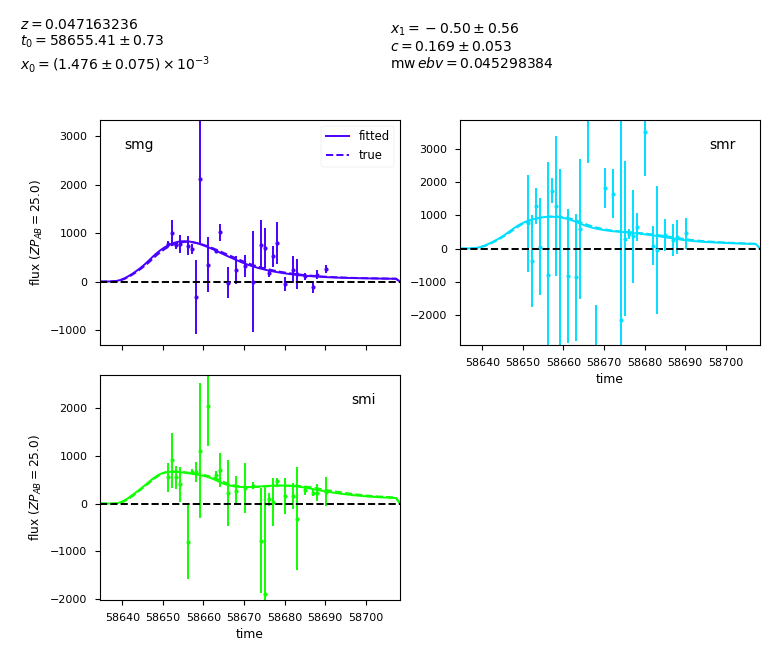 z = 0.047163236
t₀ = 58655.41 ± 0.73
x₀ = (1.476 ± 0.075) × 10⁻³
x₁ = −0.50 ± 0.56
c = 0.169 ± 0.053
mw ebv = 0.045298384
smg
fitted
true
3000
2000
1000
0
−1000
flux (ZP_AB = 25.0)
smr
3000
2000
1000
0
−1000
−2000
58640 58650 58660 58670 58680 58690 58700
time
smi
2000
1000
0
−1000
−2000
flux (ZP_AB = 25.0)
58640 58650 58660 58670 58680 58690 58700
time